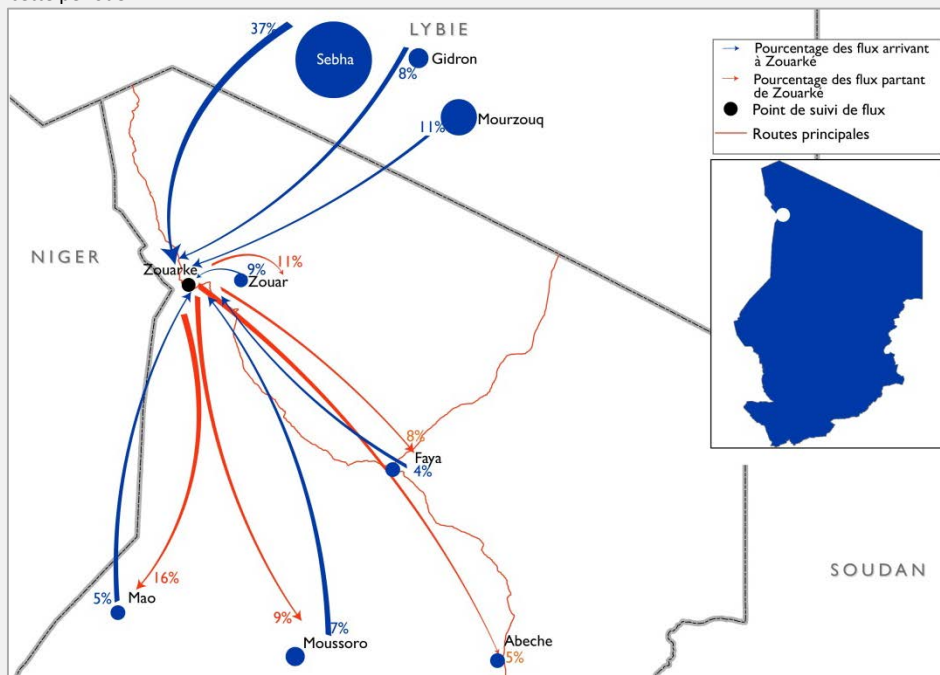 37%
LYBIE
Sebha
Gidron
8%
Mourzouq
11%
Pourcentage des flux arrivant
à Zouarké
Pourcentage des flux partant
de Zouarké
Point de suivi de flux
Routes principales
NIGER
Zouarké
11%
9%
Zouar
8%
Faya
4%
SOUDAN
16%
5%
Mao
9%
7%
Moussoro
Abeche
5%